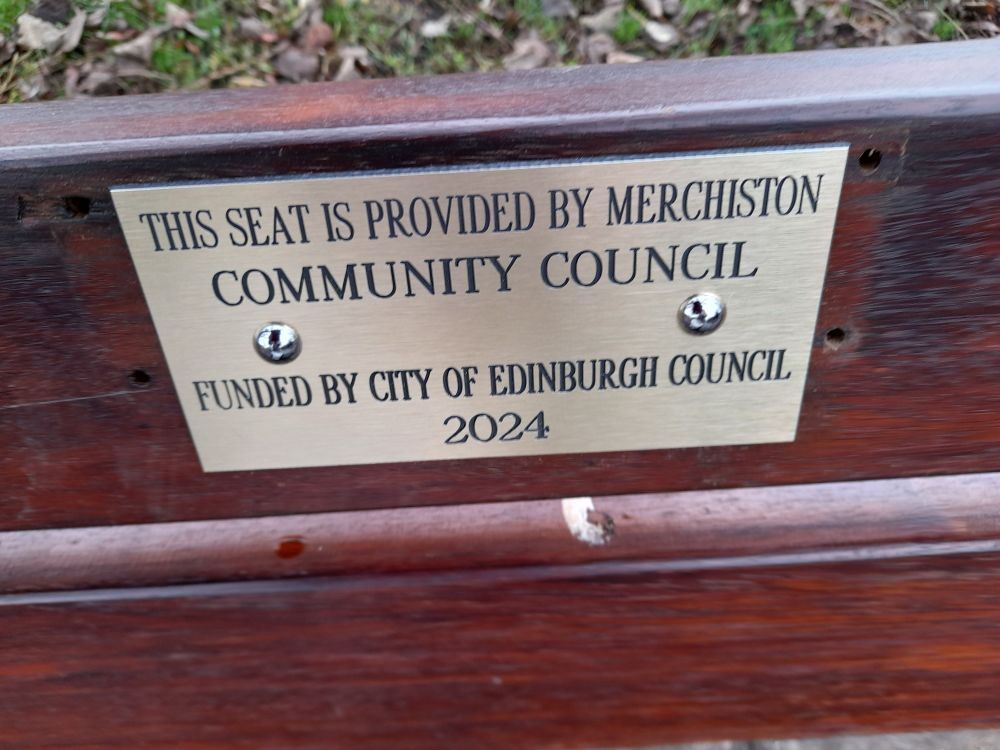 THIS SEAT IS PROVIDED BY MERCHISTON
COMMUNITY COUNCIL
FUNDED BY CITY OF EDINBURGH COUNCIL
2024